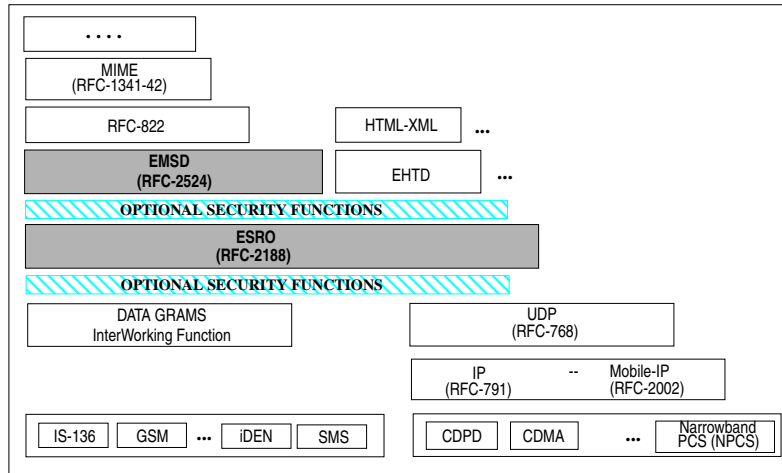 ....
MIME
(RFC-1341-42)
RFC-822
HTML-XML
...
EMSD
(RFC-2524)
EHTD
...
OPTIONAL SECURITY FUNCTIONS
ESRO
(RFC-2188)
OPTIONAL SECURITY FUNCTIONS
DATA GRAMS
InterWorking Function
UDP
(RFC-768)
IP -- Mobile-IP
(RFC-791) (RFC-2002)
IS-136 GSM ... iDEN SMS
CDPD CDMA ... Narrowband
PCS (NPCS)